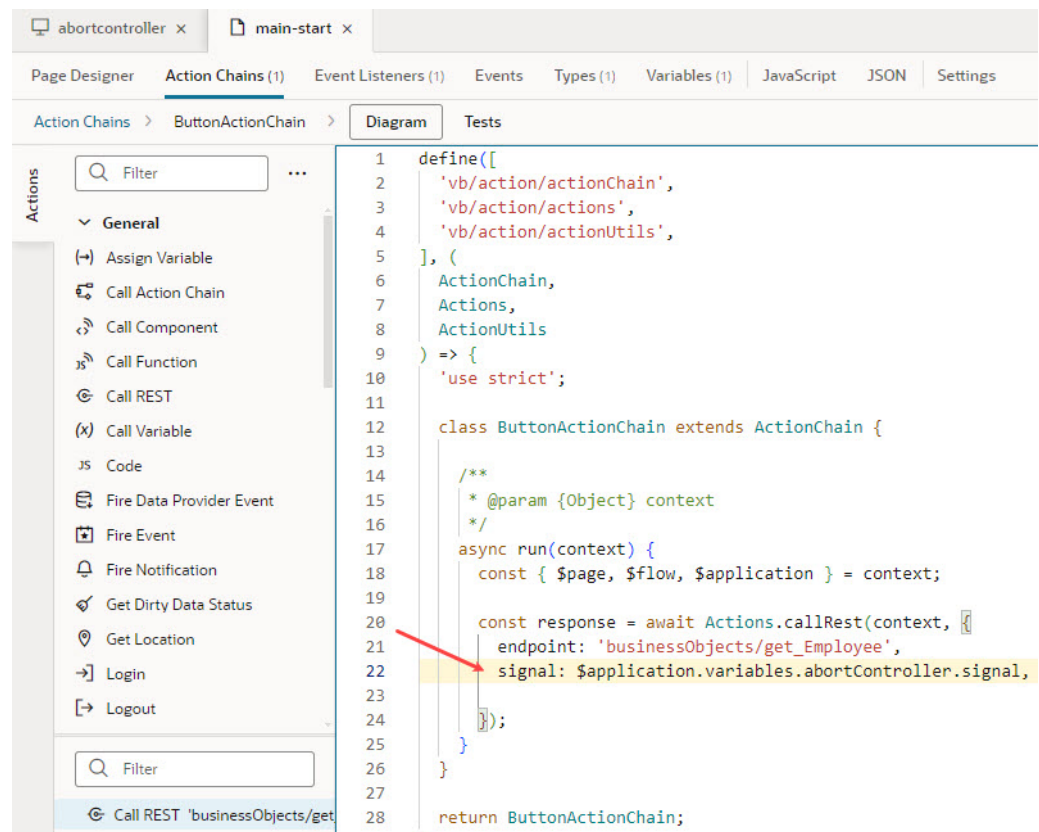 abortcontroller × main-start ×
Page Designer Action Chains (1) Event Listeners (1) Events Types (1) Variables (1) JavaScript JSON Settings
Action Chains > ButtonActionChain > Diagram Tests
Actions
Filter ...
General
(→) Assign Variable
Call Action Chain
Call Component
JS Call Function
Call REST
(x) Call Variable
JS Code
Fire Data Provider Event
Fire Event
Fire Notification
Get Dirty Data Status
Get Location
Login
Logout
Filter
Call REST 'businessObjects/get
1 define([
2 'vb/action/actionChain',
3 'vb/action/actions',
4 'vb/action/actionUtils',
5 ], (
6 ActionChain,
7 Actions,
8 ActionUtils
9 ) => {
10 'use strict';
11
12 class ButtonActionChain extends ActionChain {
13
14 /**
15 * @param {Object} context
16 */
17 async run(context) {
18 const { $page, $flow, $application } = context;
19
20 const response = await Actions.callRest(context, {
21 endpoint: 'businessObjects/get_Employee',
22 signal: $application.variables.abortController.signal,
23
24 });
25 }
26 }
27
28 return ButtonActionChain;